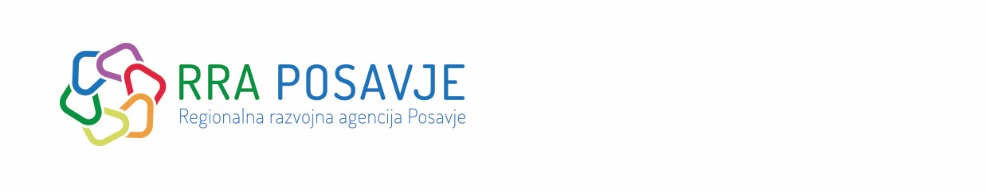 RRA POSAVJE
Regionalna razvojna agencija Posavje